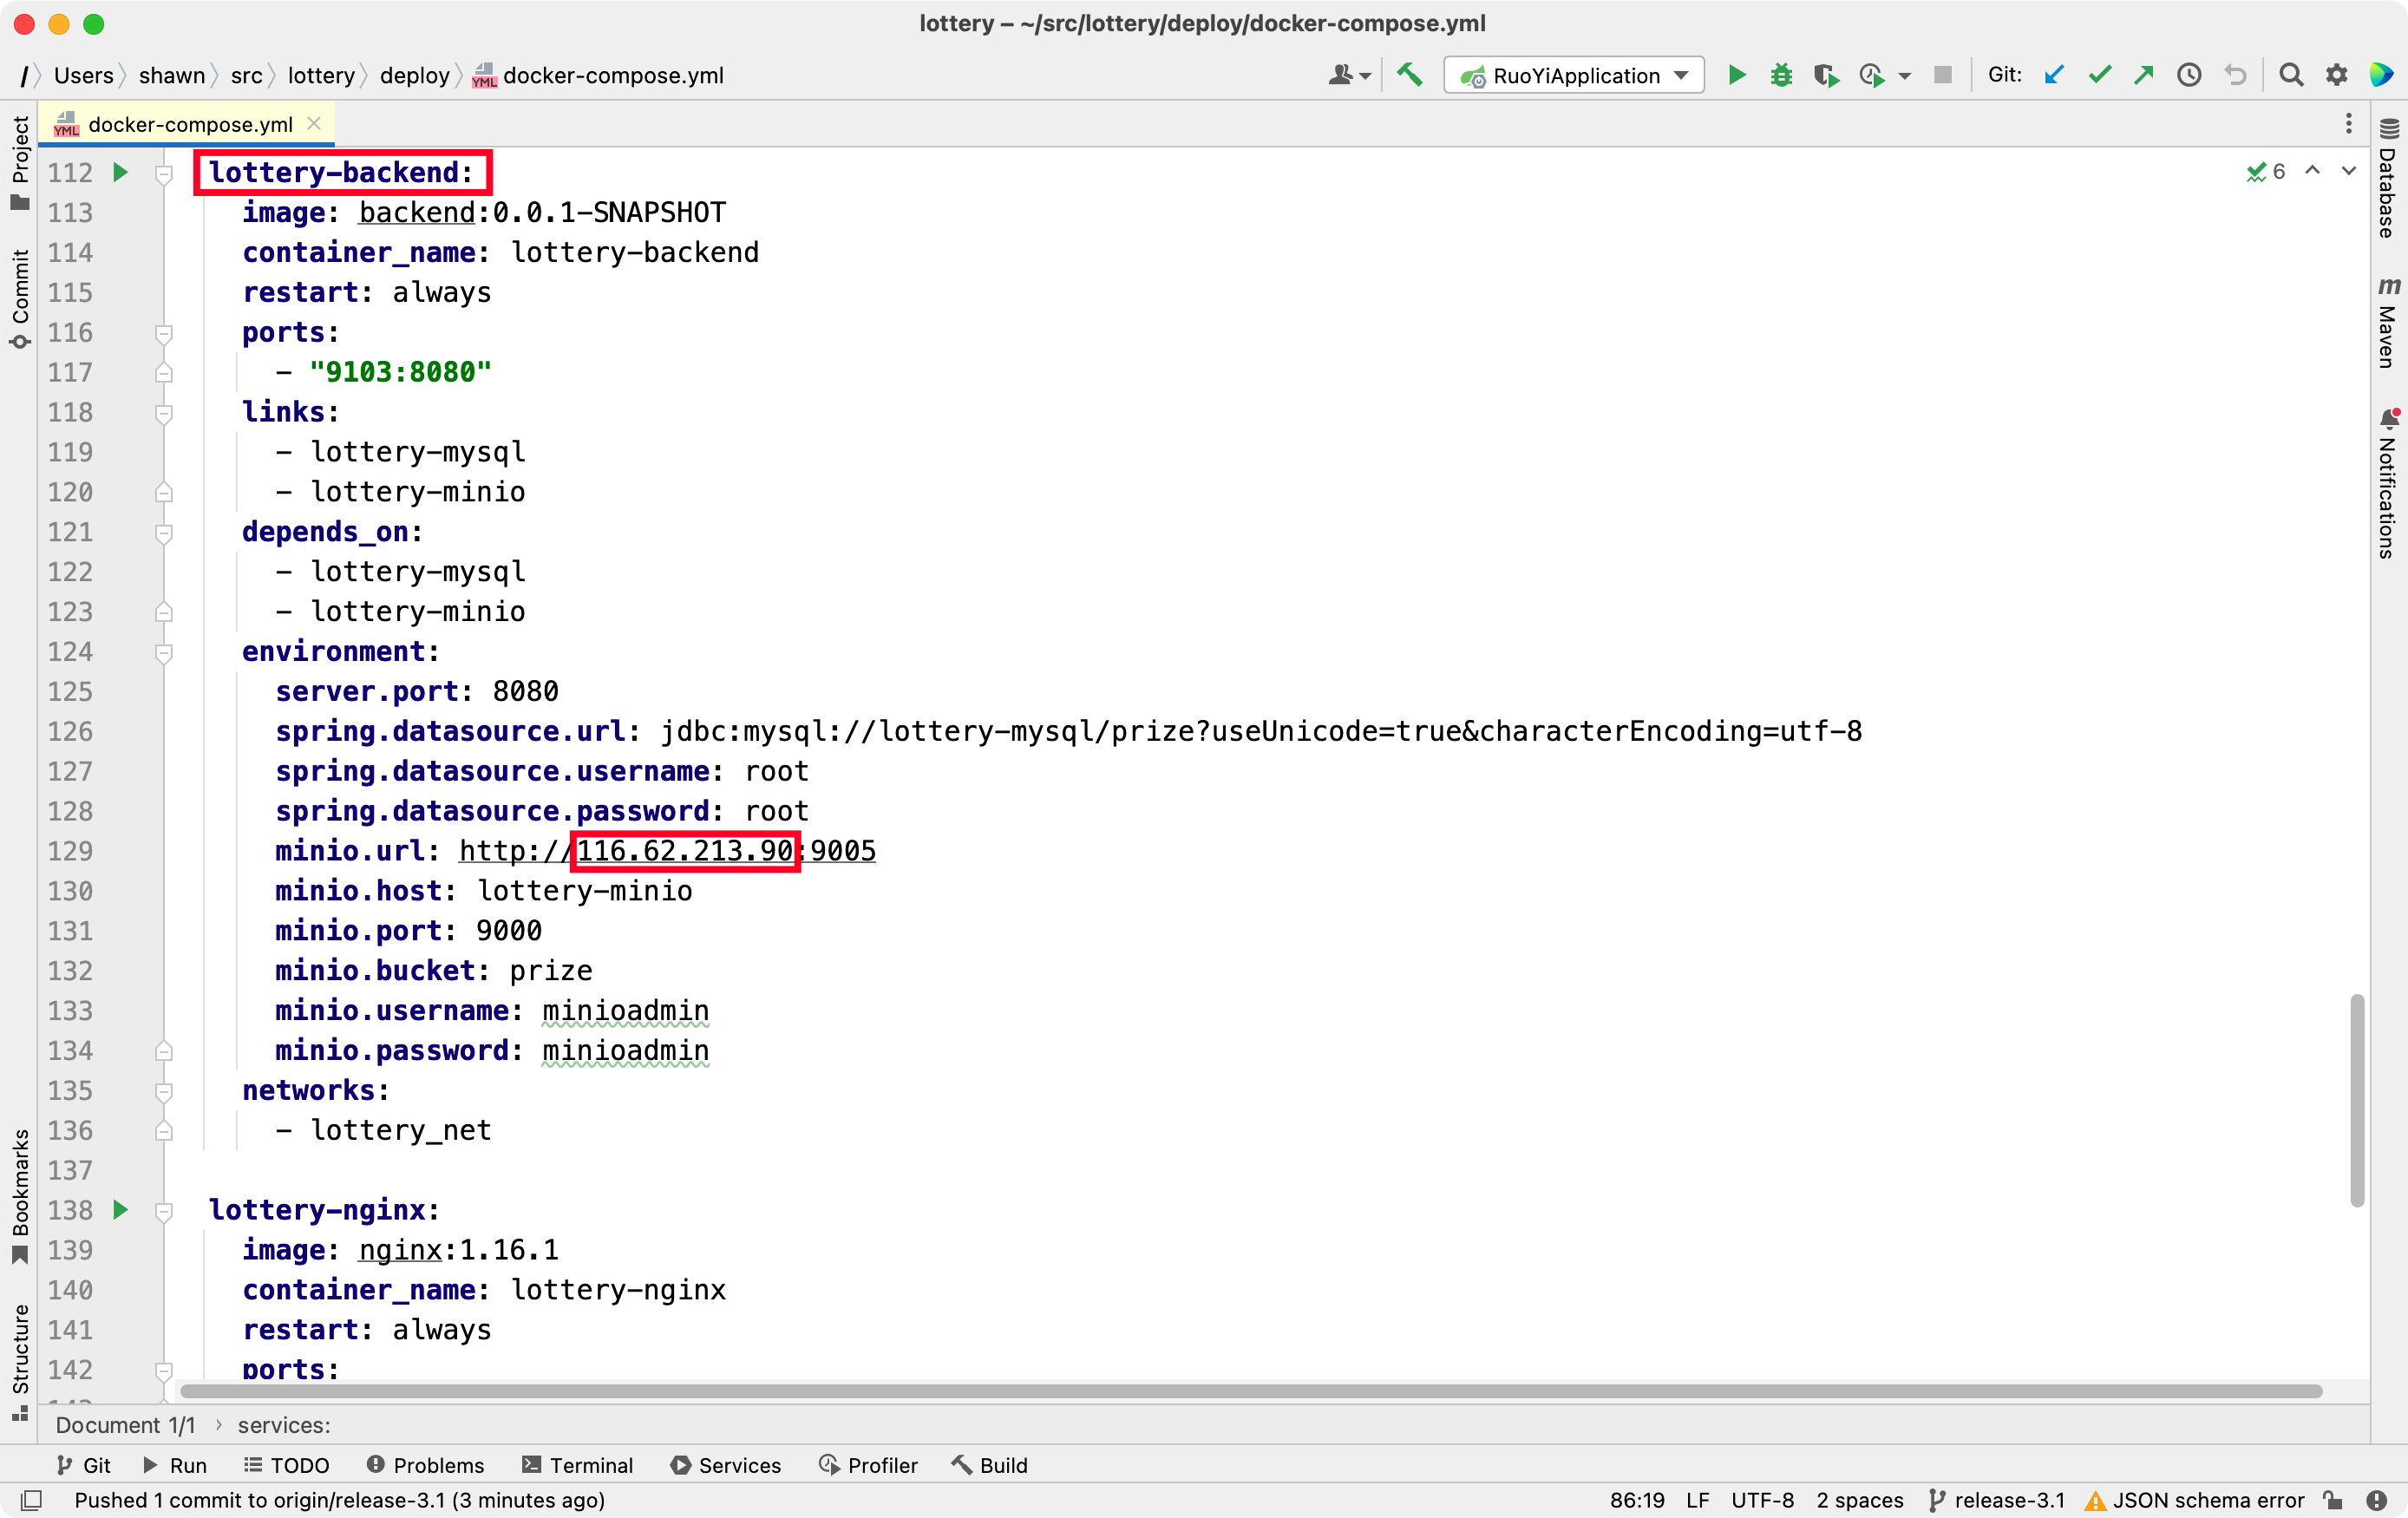 lottery – ~/src/lottery/deploy/docker-compose.yml
/ Users src shawn lottery deploy docker-compose.yml RuoYiApplication Git:
docker-compose.yml
112 lottery-backend: 6
113 image: backend:0.0.1-SNAPSHOT
114 container_name: lottery-backend
115 restart: always
116 ports:
117 - "9103:8080"
118 links:
119 - lottery-mysql
120 - lottery-minio
121 depends_on:
122 - lottery-mysql
123 - lottery-minio
124 environment:
125 server.port: 8080
126 spring.datasource.url: jdbc:mysql://lottery-mysql/prize?useUnicode=true&characterEncoding=utf-8
127 spring.datasource.username: root
128 spring.datasource.password: root
129 minio.url: http://116.62.213.90:9005
130 minio.host: lottery-minio
131 minio.port: 9000
132 minio.bucket: prize
133 minio.username: minioadmin
134 minio.password: minioadmin
135 networks:
136 - lottery_net
137
138 lottery-nginx:
139 image: nginx:1.16.1
140 container_name: lottery-nginx
141 restart: always
142 ports:
Project
Commit
Bookmarks
Structure
Database
m Maven
Notifications
Document 1/1 › services:
Git Run TODO Problems Terminal Services Profiler Build
Pushed 1 commit to origin/release-3.1 (3 minutes ago) 86:19 LF UTF-8 2 spaces release-3.1 JSON schema error